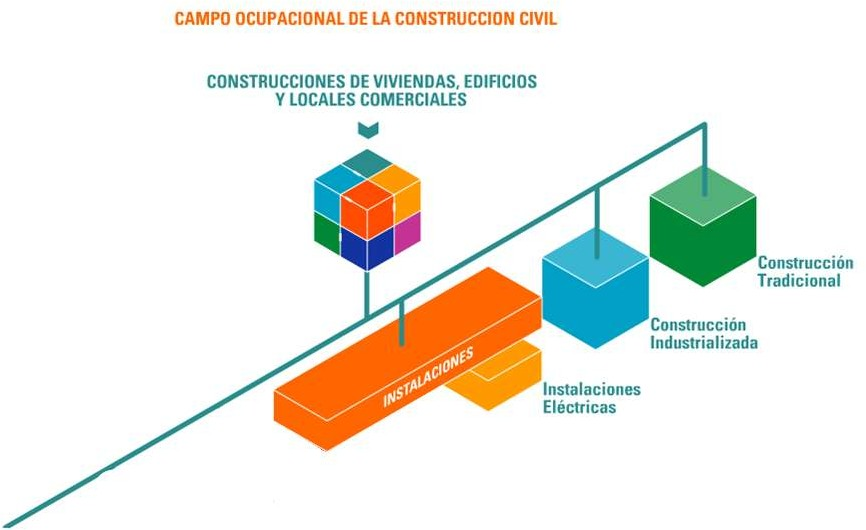 CAMPO OCUPACIONAL DE LA CONSTRUCCION CIVIL
CONSTRUCCIONES DE VIVIENDAS, EDIFICIOS
Y LOCALES COMERCIALES
Construcción
Tradicional
Construcción
Industrializada
INSTALACIONES
Instalaciones
Eléctricas